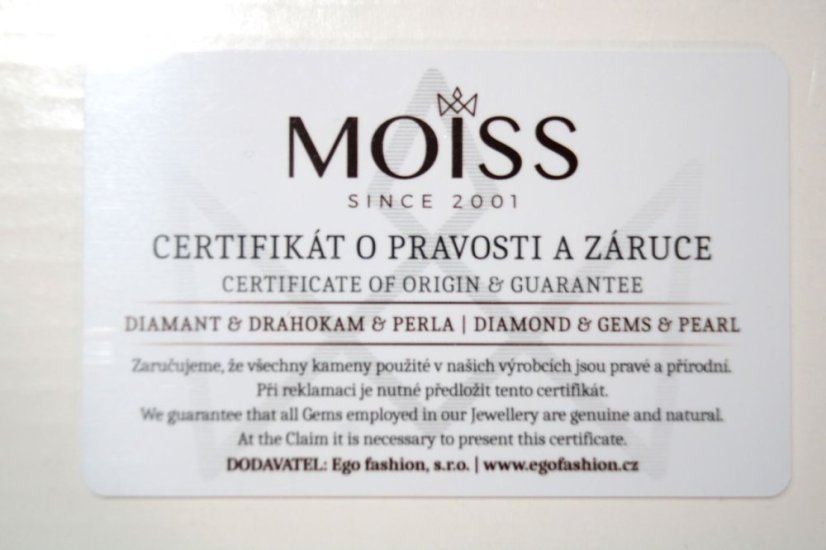 MOISS
SINCE 2001
CERTIFIKÁT O PRAVOSTI A ZÁRUCE
CERTIFICATE OF ORIGIN & GUARANTEE
DIAMANT & DRAHOKAM & PERLA | DIAMOND & GEMS & PEARL
Zaručujeme, že všechny kameny použité v našich výrobcích jsou pravé a přírodní.
Při reklamaci je nutné předložit tento certifikát.
We guarantee that all Gems employed in our Jewellery are genuine and natural.
At the Claim it is necessary to present this certificate.
DODAVATEL: Ego fashion, s.r.o. | www.egofashion.cz